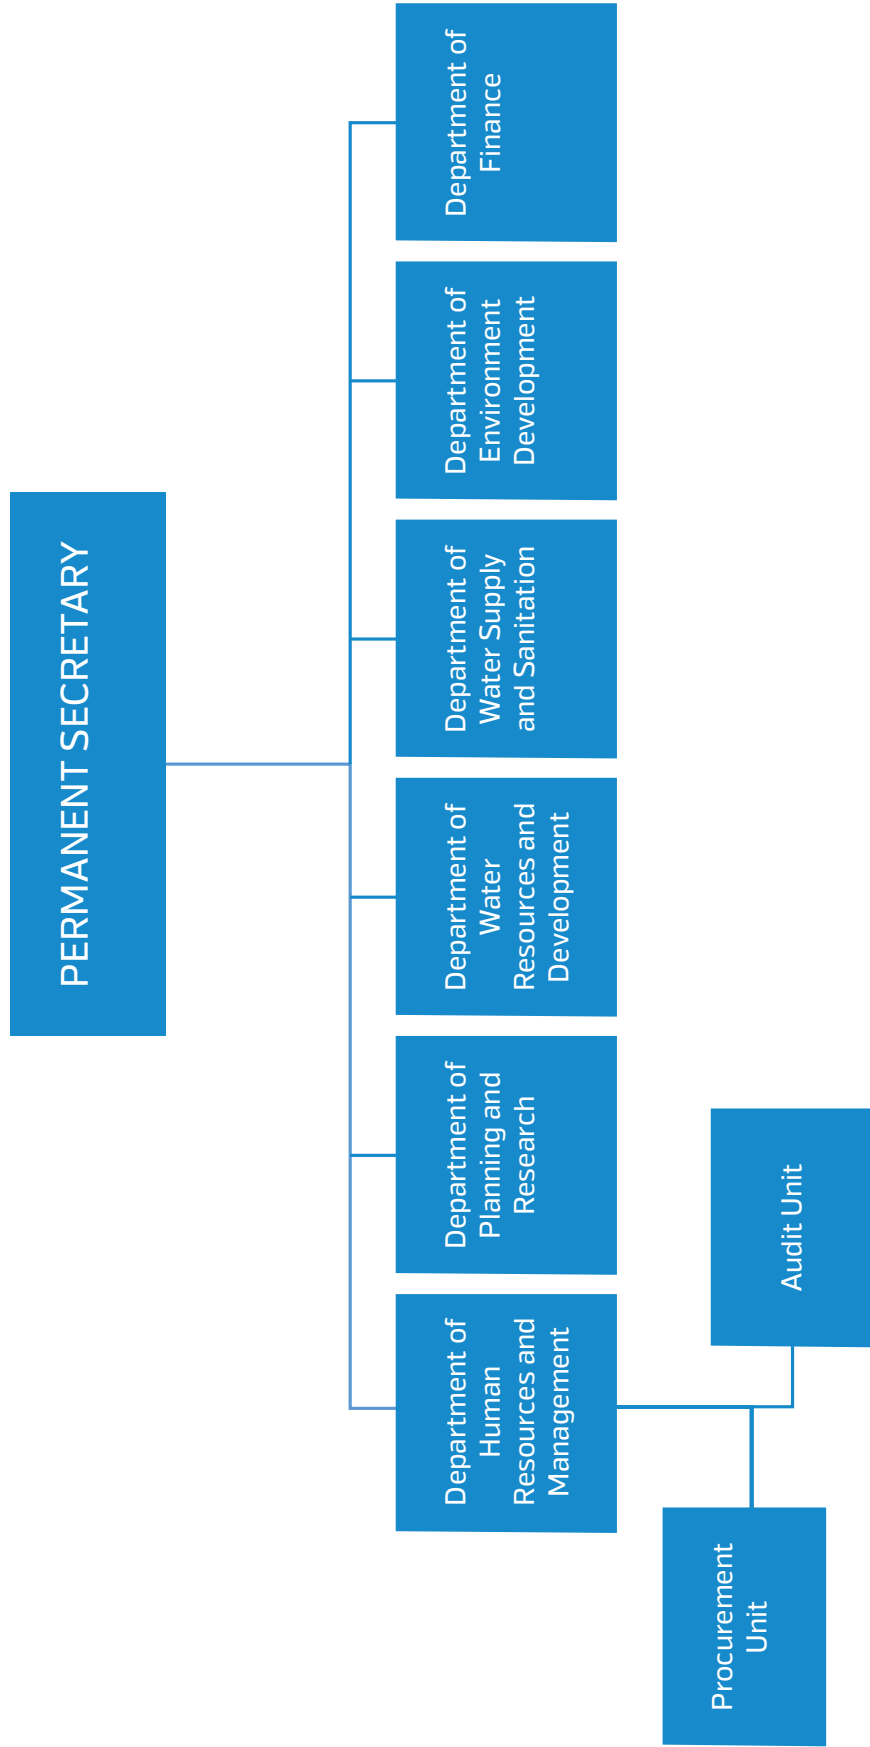 PERMANENT SECRETARY
Department of
Human
Resources and
Management
Department of
Planning and
Research
Department of
Water
Resources and
Development
Department of
Water Supply
and Sanitation
Department of
Environment
Development
Department of
Finance
Procurement
Unit
Audit Unit